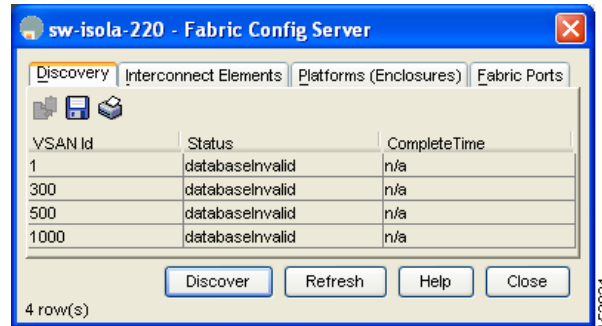 sw-isola-220 - Fabric Config Server
Discovery Interconnect Elements Platforms (Enclosures) Fabric Ports
VSAN Id Status CompleteTime
1 databaseInvalid n/a
300 databaseInvalid n/a
500 databaseInvalid n/a
1000 databaseInvalid n/a
Discover Refresh Help Close
4 row(s)